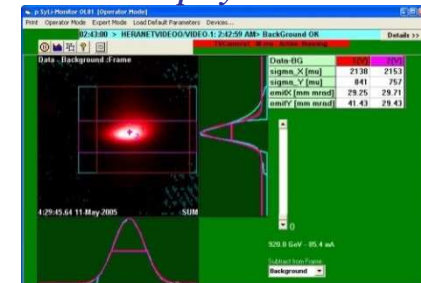 p SyLi-Monitor OL01 [Operator Mode]
Print Operator Mode Expert Mode Load Default Parameters Devices...
02:43:00 > HERANETVIDEOO/VIDEO-1: 2:42:59 AM> BackGround OK Details >>
Data - Background :Frame
Data-BG
sigma_X [mu] 2138 2153
sigma_Y [mu] 841 757
emitX [mm mrad] 29.25 29.71
emitY [mm mrad] 41.43 29.43
0
4:29:45.64 11-May-2005 SUM
920.0 GeV - 85.4 mA
Subtract from Frame:
Background